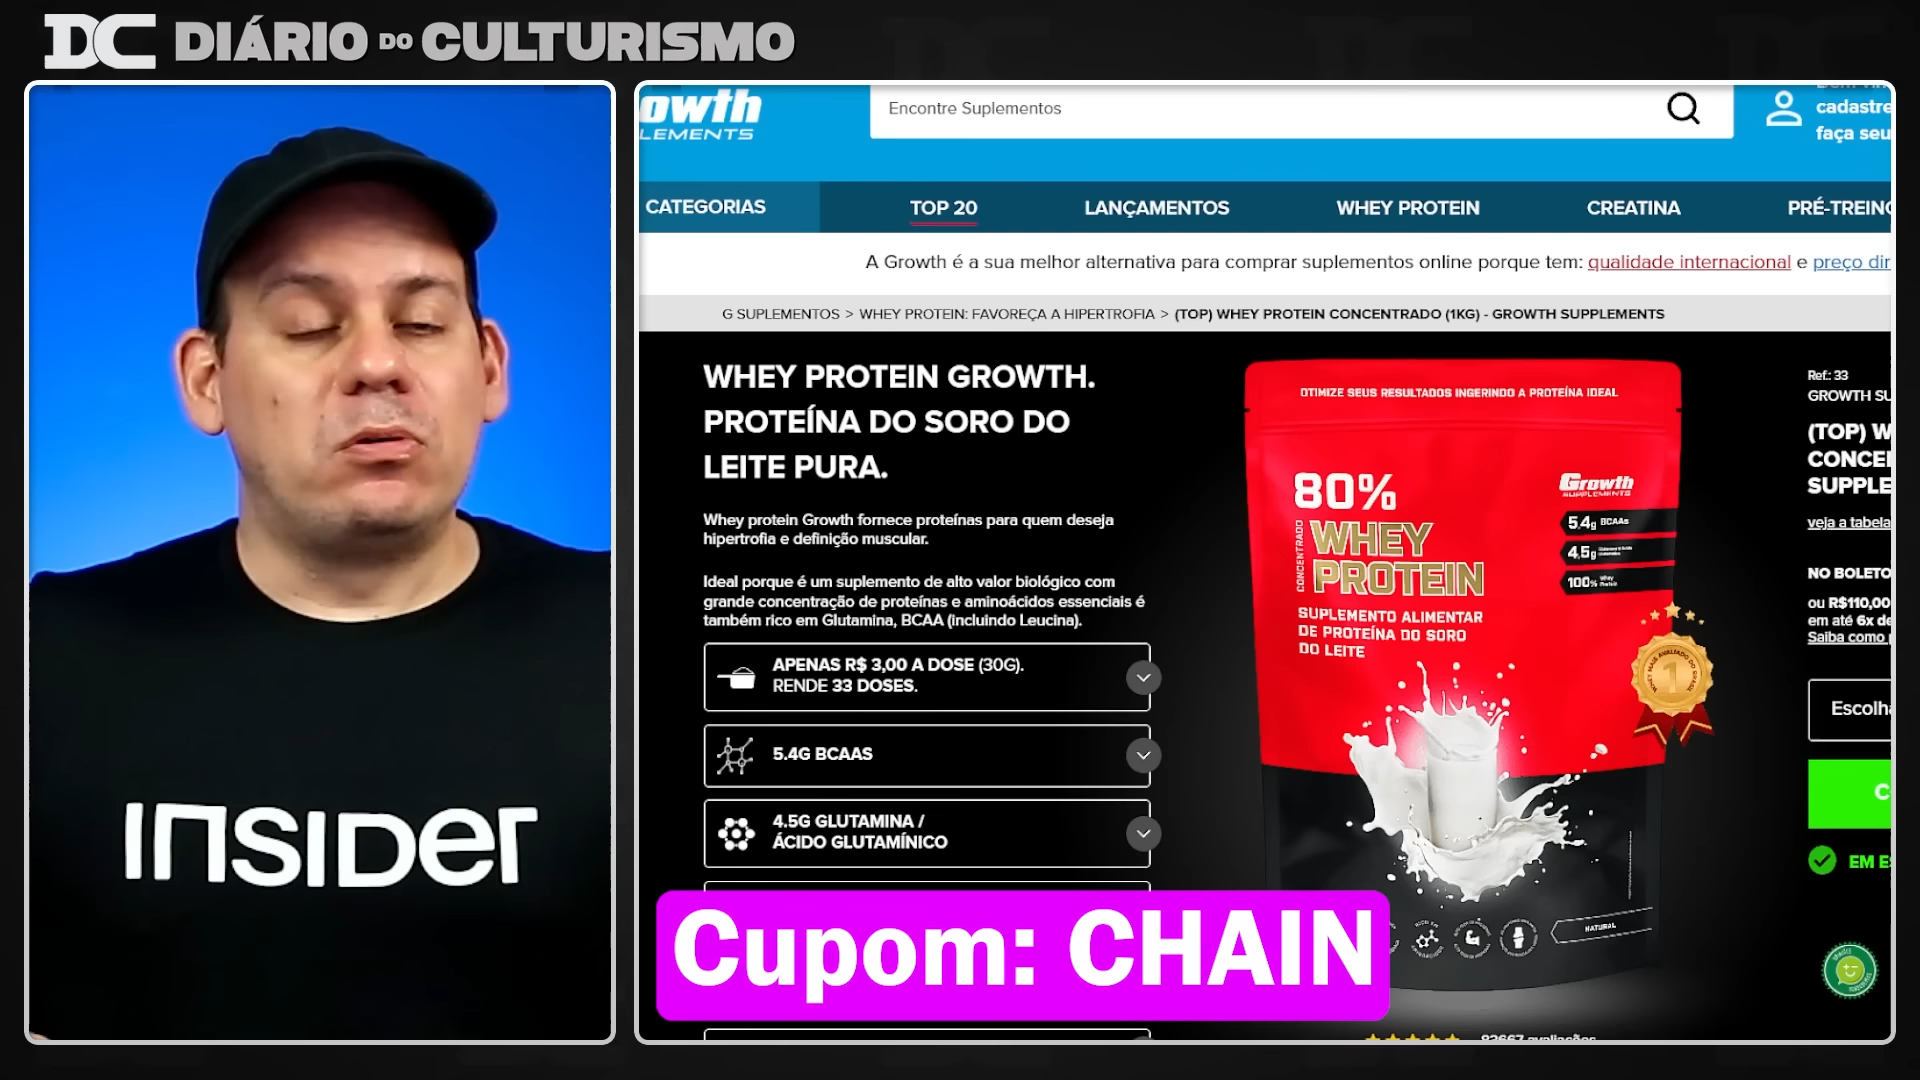 DC DIÁRIO DO CULTURISMO
INSIDER
owth
LEMENTS
Encontre Suplementos
cadastre
faça seu
CATEGORIAS
TOP 20
LANÇAMENTOS
WHEY PROTEIN
CREATINA
PRÉ-TREINO
A Growth é a sua melhor alternativa para comprar suplementos online porque tem: qualidade internacional e preço dir
G SUPLEMENTOS > WHEY PROTEIN: FAVOREÇA A HIPERTROFIA > (TOP) WHEY PROTEIN CONCENTRADO (1KG) - GROWTH SUPPLEMENTS
WHEY PROTEIN GROWTH.
PROTEÍNA DO SORO DO
LEITE PURA.
Whey protein Growth fornece proteínas para quem deseja
hipertrofia e definição muscular.
Ideal porque é um suplemento de alto valor biológico com
grande concentração de proteínas e aminoácidos essenciais é
também rico em Glutamina, BCAA (incluindo Leucina).
APENAS R$ 3,00 A DOSE (30G).
RENDE 33 DOSES.
5.4G BCAAS
4.5G GLUTAMINA /
ÁCIDO GLUTAMÍNICO
Cupom: CHAIN
OTIMIZE SEUS RESULTADOS INGERINDO A PROTEÍNA IDEAL
80%
Growth
SUPPLEMENTS
CONCENTRADO
WHEY
PROTEIN
5,4g BCAAs
4,5g
100% Whey Protein
SUPLEMENTO ALIMENTAR
DE PROTEÍNA DO SORO
DO LEITE
1
NATURAL
82667 avaliações
Ref.: 33
GROWTH SU
(TOP) W
CONCE
SUPPLE
veja a tabela
NO BOLETO
ou R$110,00
em até 6x de
Saiba como
Escolha
C
EM ES